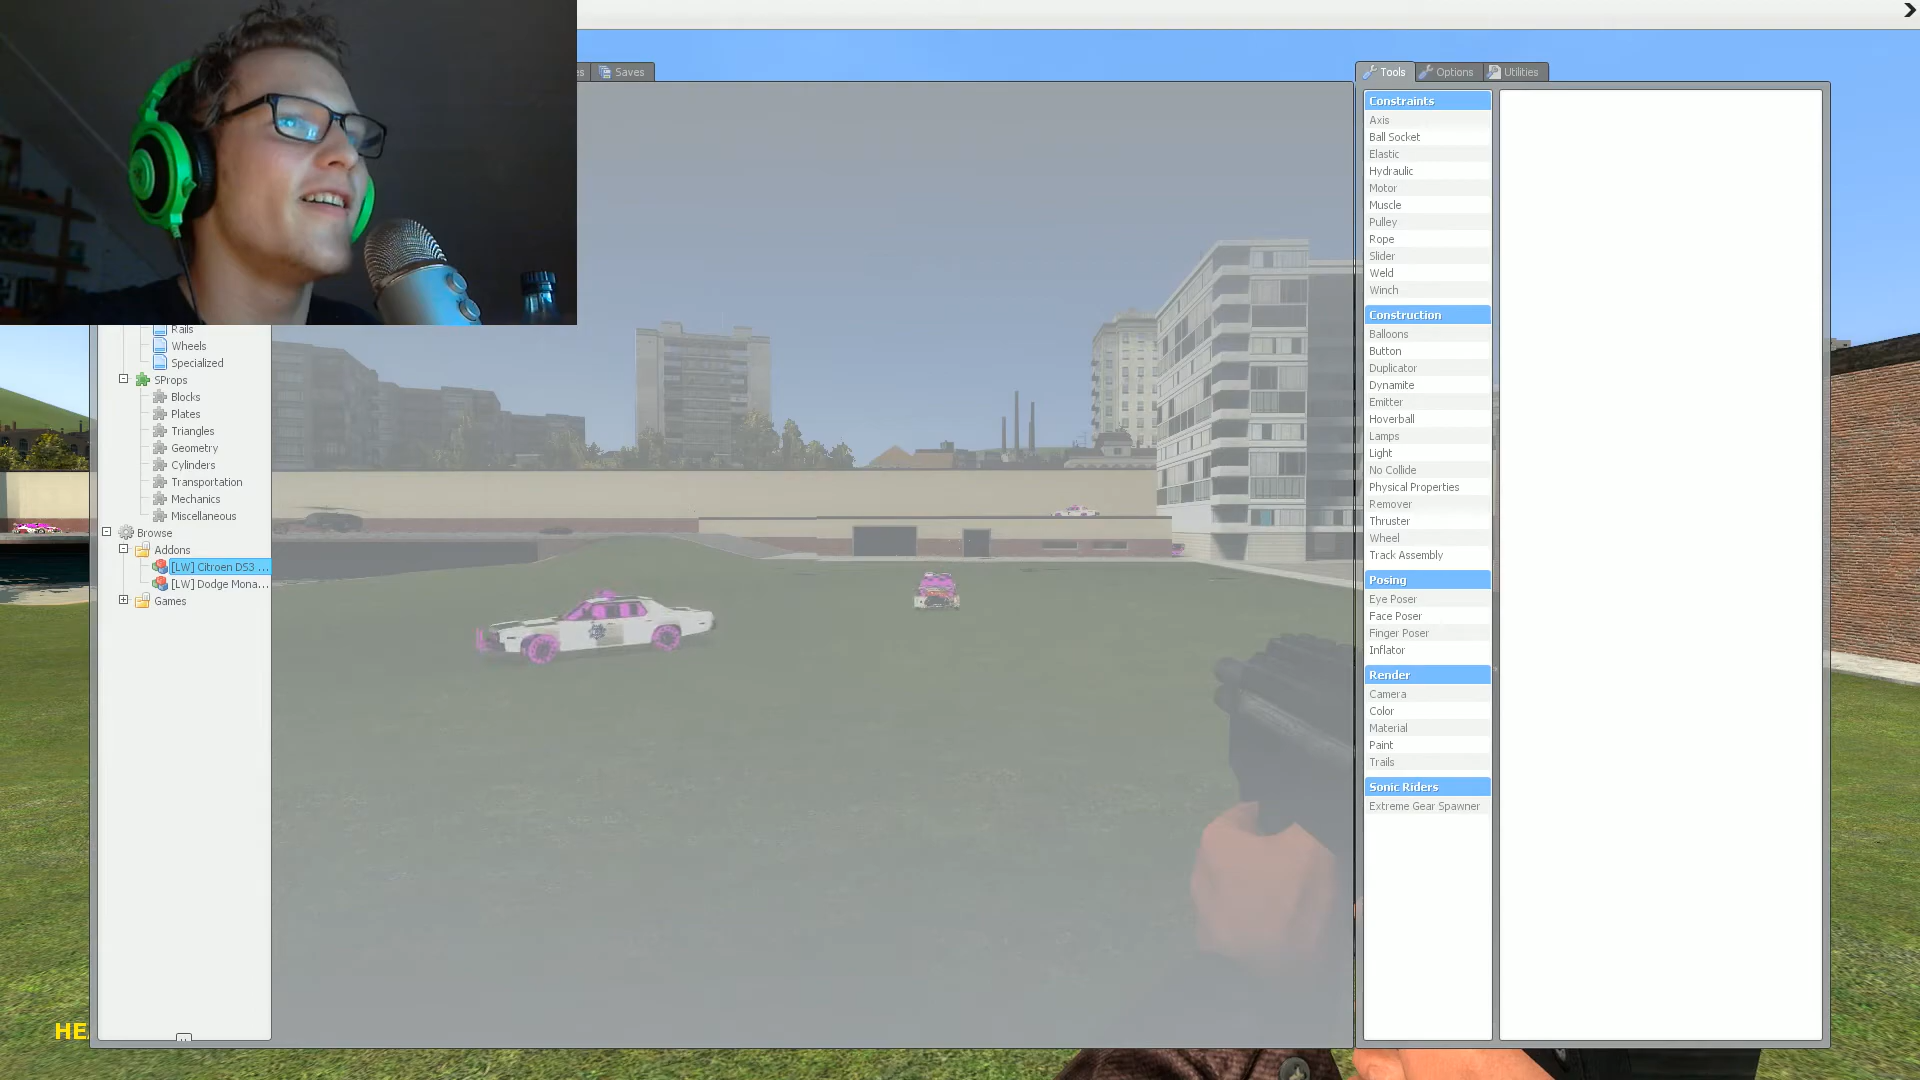 Saves
Tools
Options
Utilities
Rails
Wheels
Specialized
SProps
Blocks
Plates
Triangles
Geometry
Cylinders
Transportation
Mechanics
Miscellaneous
Browse
Addons
[LW] Citroen DS3 ...
[LW] Dodge Mona...
Games
HEA
Constraints
Axis
Ball Socket
Elastic
Hydraulic
Motor
Muscle
Pulley
Rope
Slider
Weld
Winch
Construction
Balloons
Button
Duplicator
Dynamite
Emitter
Hoverball
Lamps
Light
No Collide
Physical Properties
Remover
Thruster
Wheel
Track Assembly
Posing
Eye Poser
Face Poser
Finger Poser
Inflator
Render
Camera
Color
Material
Paint
Trails
Sonic Riders
Extreme Gear Spawner